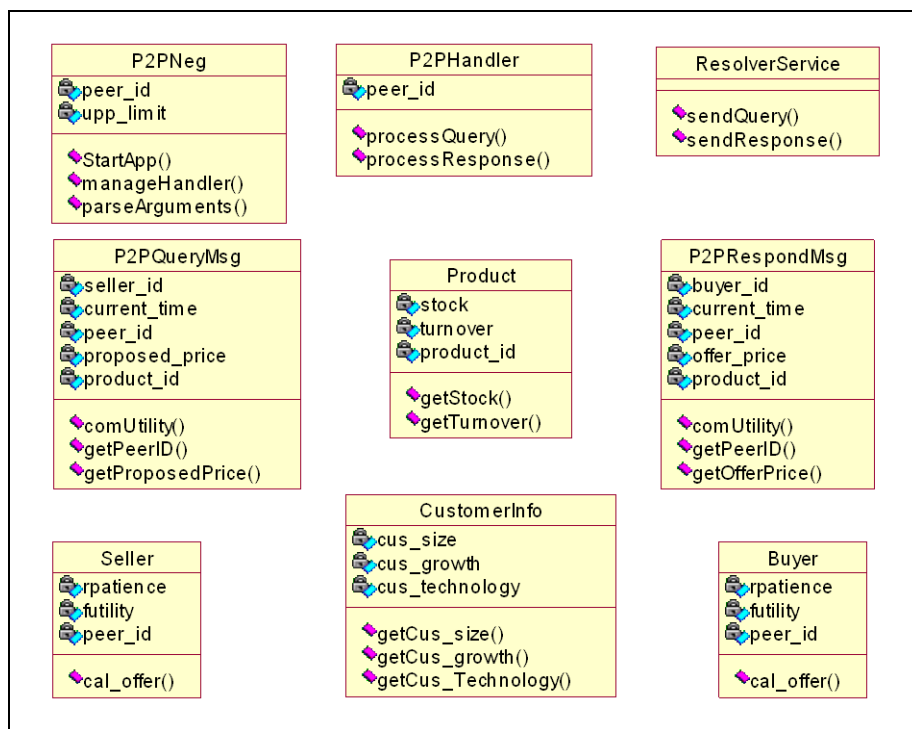 P2PNeg
peer_id
upp_limit
StartApp()
manageHandler()
parseArguments()
P2PHandler
peer_id
processQuery()
processResponse()
ResolverService
sendQuery()
sendResponse()
P2PQueryMsg
seller_id
current_time
peer_id
proposed_price
product_id
comUtility()
getPeerID()
getProposedPrice()
Product
stock
turnover
product_id
getStock()
getTurnover()
P2PRespondMsg
buyer_id
current_time
peer_id
offer_price
product_id
comUtility()
getPeerID()
getOfferPrice()
Seller
rpatience
futility
peer_id
cal_offer()
CustomerInfo
cus_size
cus_growth
cus_technology
getCus_size()
getCus_growth()
getCus_Technology()
Buyer
rpatience
futility
peer_id
cal_offer()